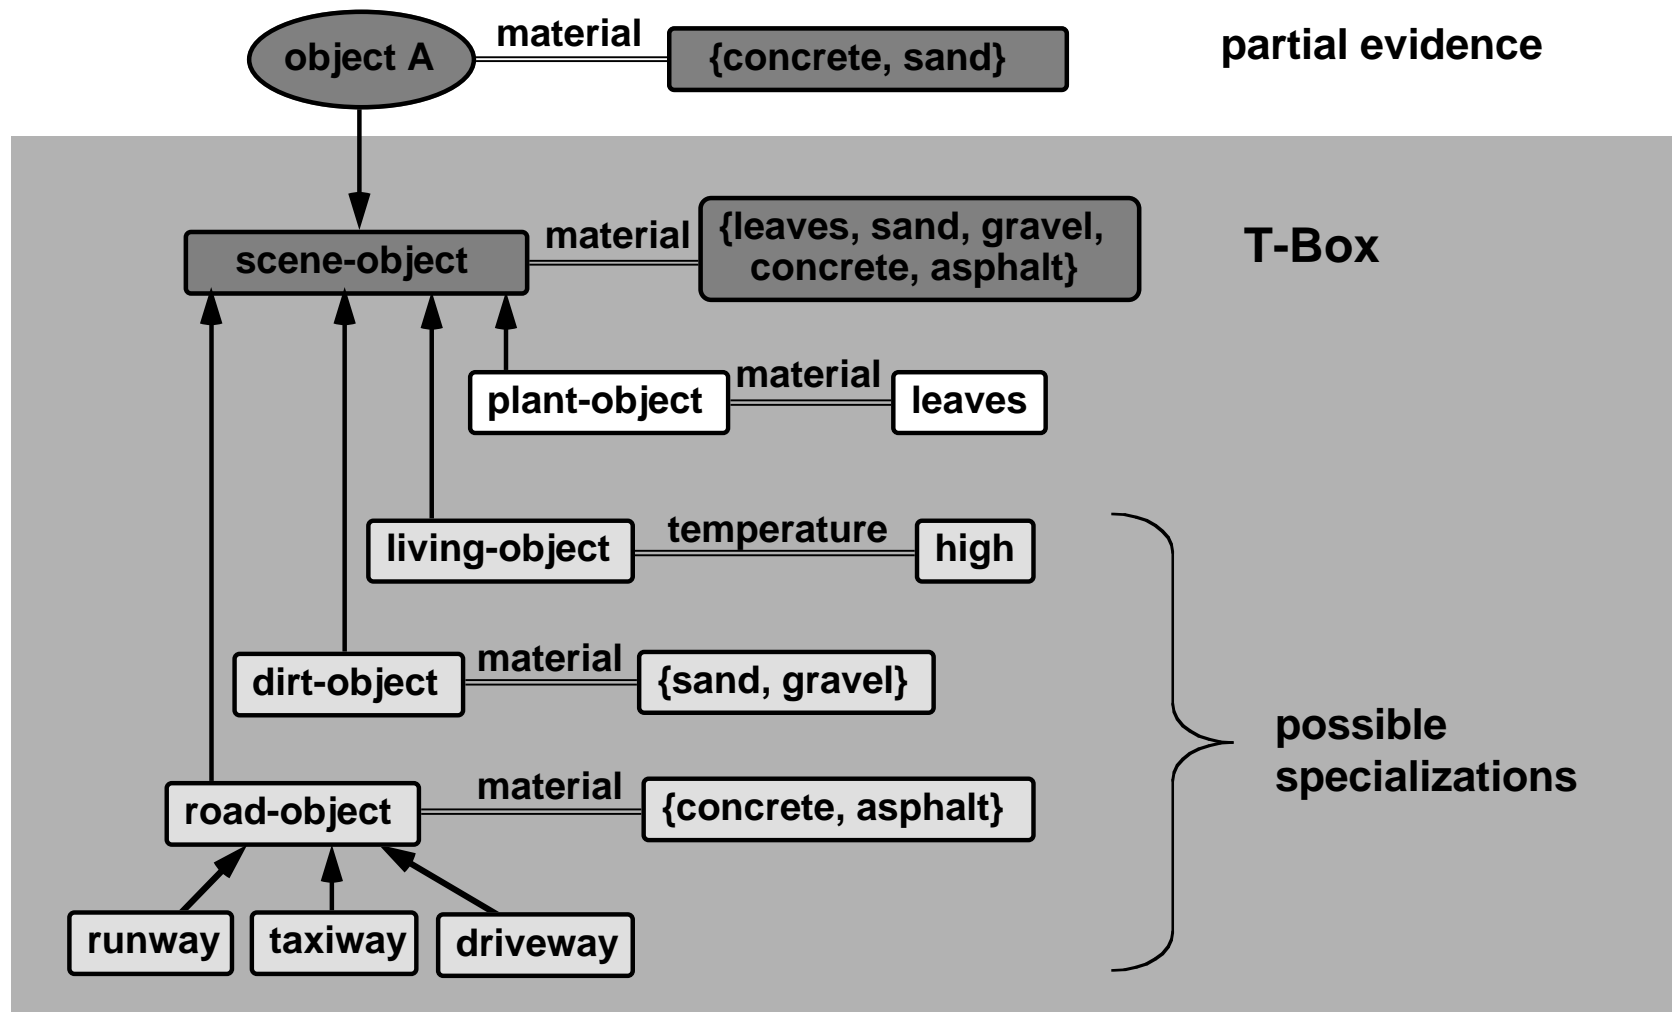 object A
material
{concrete, sand}
partial evidence
scene-object
material
{leaves, sand, gravel,
concrete, asphalt}
T-Box
plant-object
material
leaves
living-object
temperature
high
dirt-object
material
{sand, gravel}
possible
specializations
road-object
material
{concrete, asphalt}
runway
taxiway
driveway